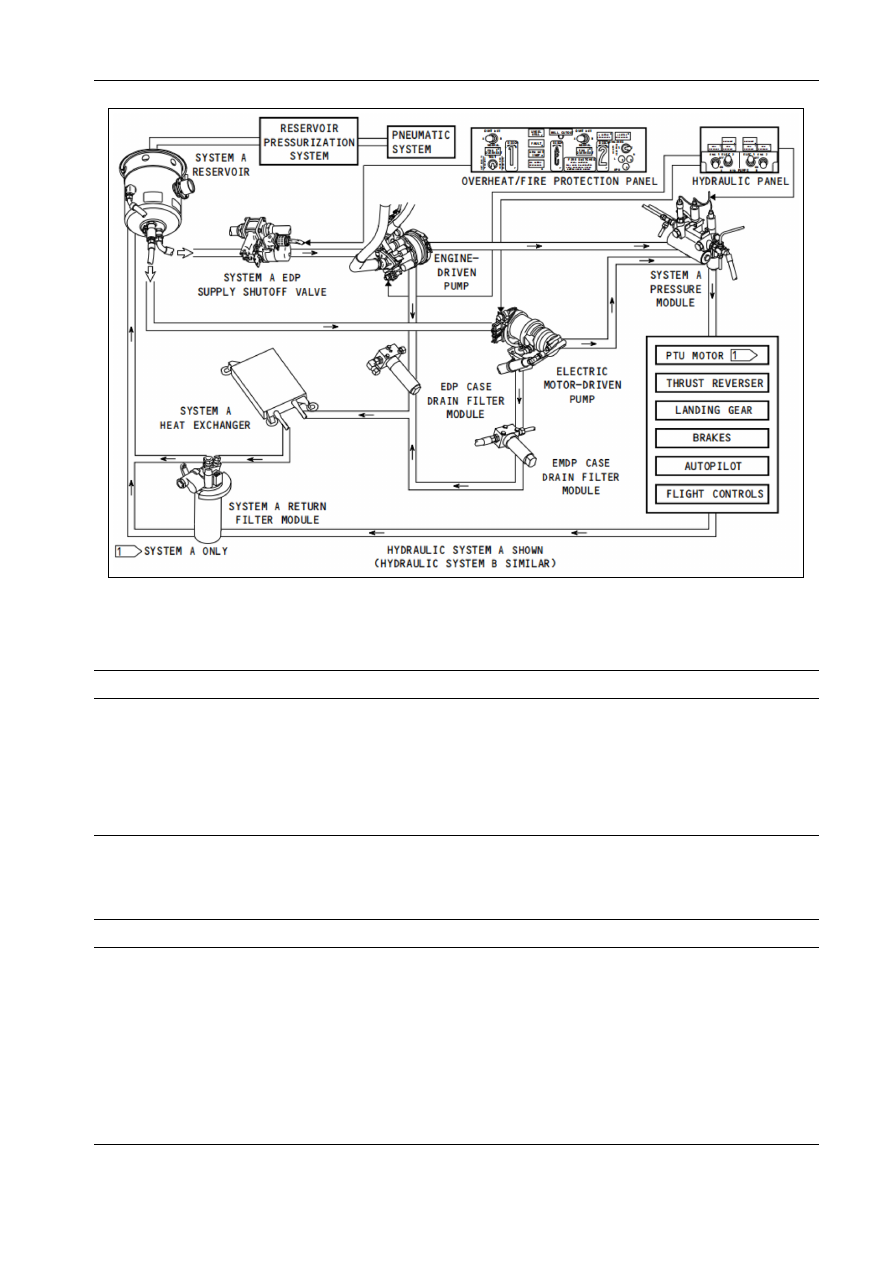 RESERVOIR
PRESSURIZATION
SYSTEM
PNEUMATIC
SYSTEM
SYSTEM A
RESERVOIR
OVERHEAT/FIRE PROTECTION PANEL
HYDRAULIC PANEL
SYSTEM A EDP
SUPPLY SHUTOFF VALVE
ENGINE-
DRIVEN
PUMP
SYSTEM A
PRESSURE
MODULE
PTU MOTOR 1
THRUST REVERSER
LANDING GEAR
BRAKES
AUTOPILOT
FLIGHT CONTROLS
ELECTRIC
MOTOR-DRIVEN
PUMP
EDP CASE
DRAIN FILTER
MODULE
SYSTEM A
HEAT EXCHANGER
EMDP CASE
DRAIN FILTER
MODULE
SYSTEM A RETURN
FILTER MODULE
1 SYSTEM A ONLY
HYDRAULIC SYSTEM A SHOWN
(HYDRAULIC SYSTEM B SIMILAR)